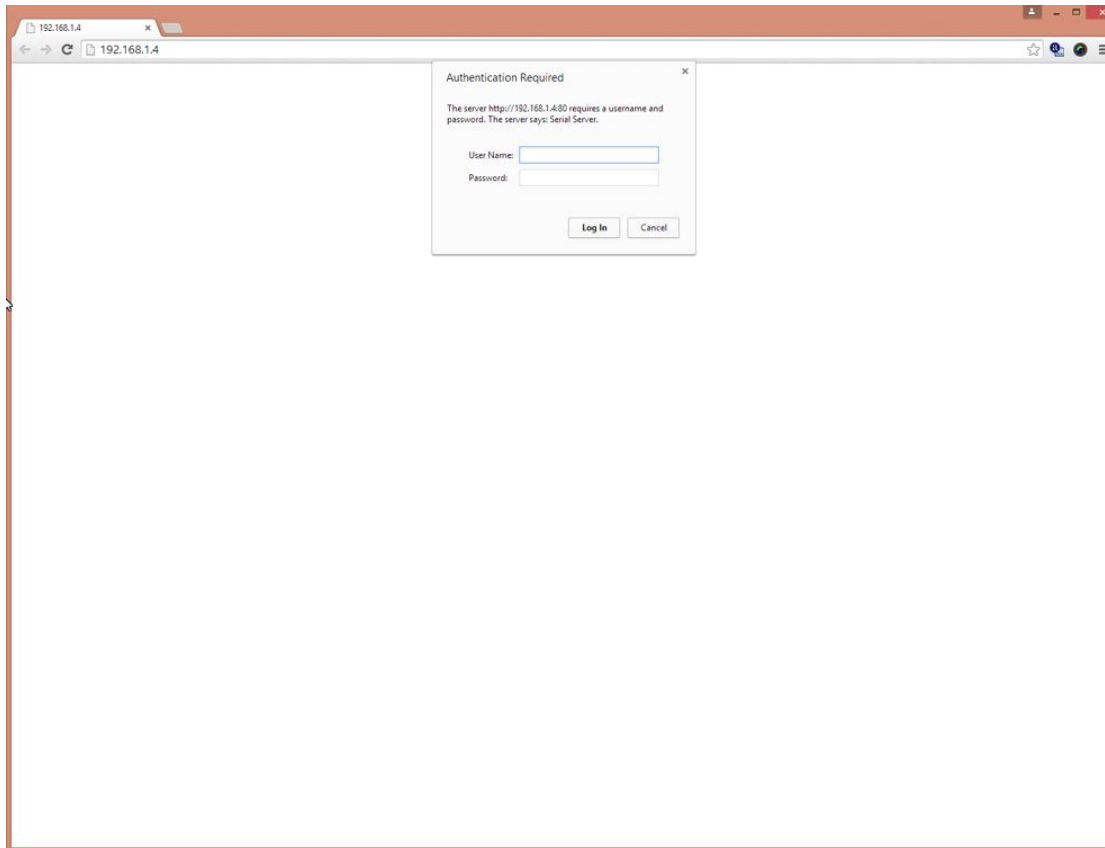 192.168.1.4
192.168.1.4
Authentication Required
The server http://192.168.1.4:80 requires a username and
password. The server says: Serial Server.
User Name:
Password:
Log In Cancel